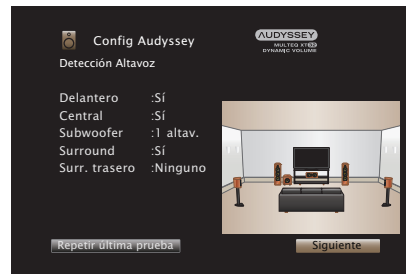 Config Audyssey
AUDYSSEY
MULTEQ XT32
DYNAMIC VOLUME
Detección Altavoz
Delantero :Sí
Central :Sí
Subwoofer :1 altav.
Surround :Sí
Surr. trasero :Ninguno
Repetir última prueba
Siguiente